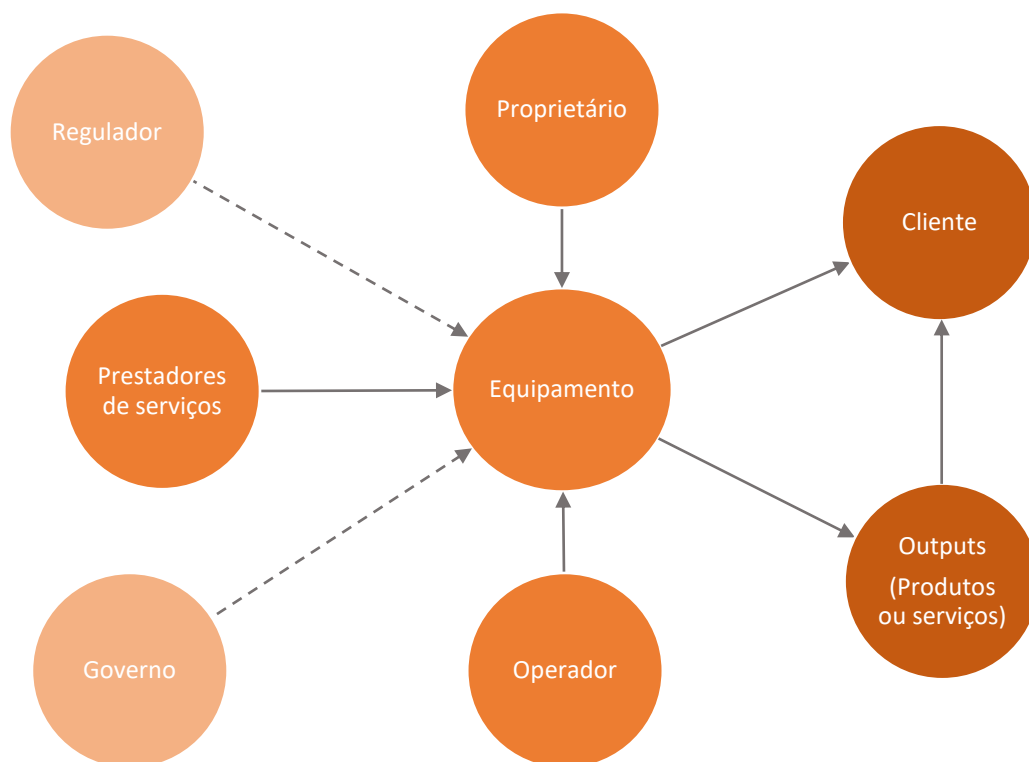 Proprietário
Regulador
Cliente
Prestadores
de serviços
Equipamento
Outputs
(Produtos
ou serviços)
Governo
Operador